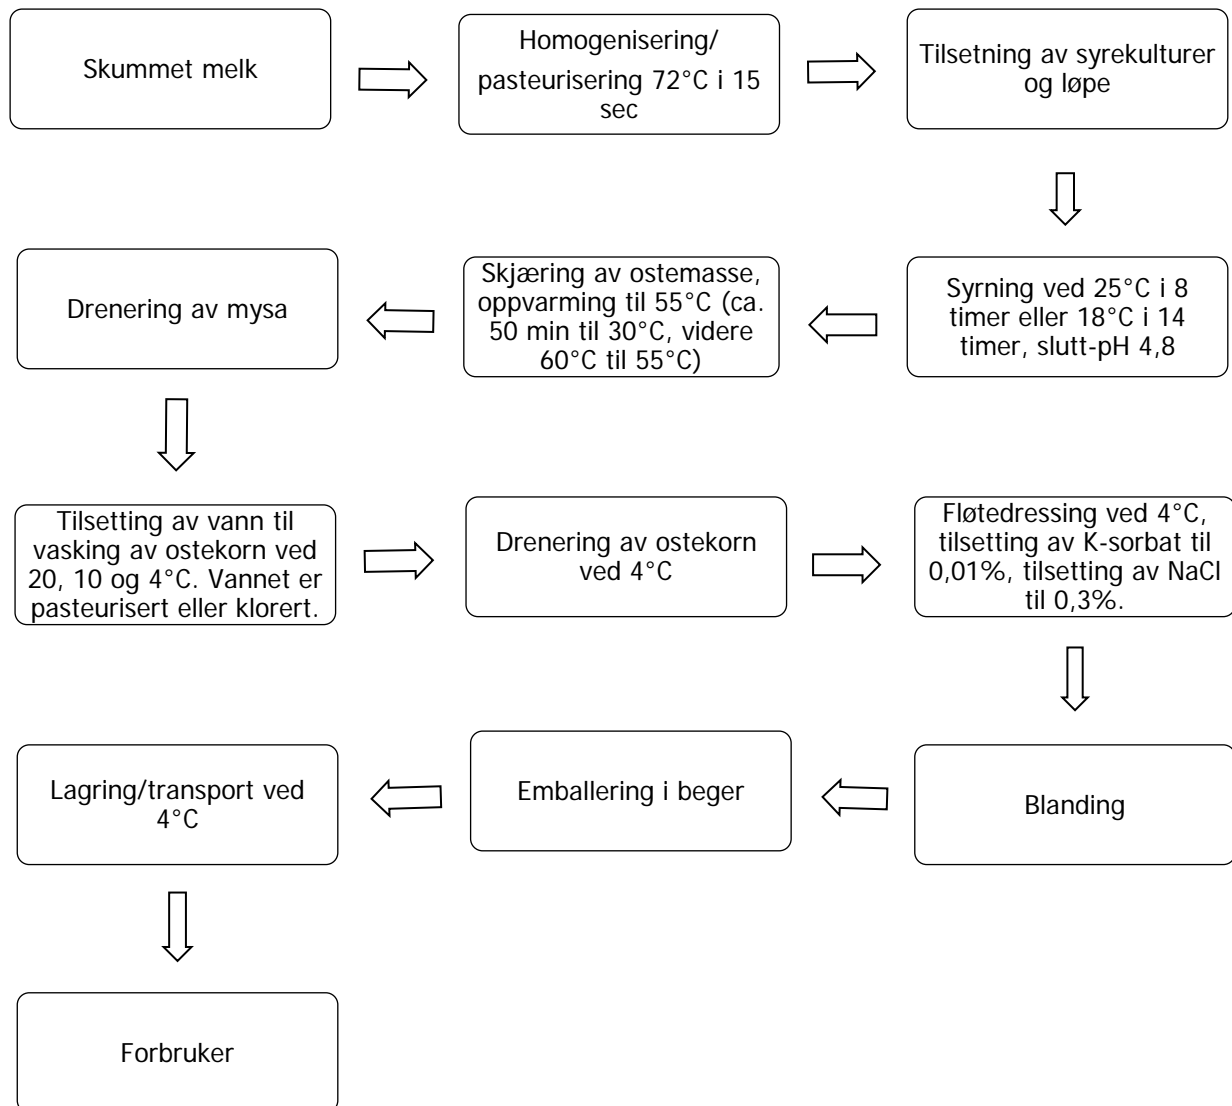 Skummet melk
Homogenisering/
pasteurisering 72°C i 15
sec
Tilsetning av syrekulturer
og løpe
Syrning ved 25°C i 8
timer eller 18°C i 14
timer, slutt-pH 4,8
Skjæring av ostemasse,
oppvarming til 55°C (ca.
50 min til 30°C, videre
60°C til 55°C)
Drenering av mysa
Tilsetting av vann til
vasking av ostekorn ved
20, 10 og 4°C. Vannet er
pasteurisert eller klorert.
Drenering av ostekorn
ved 4°C
Fløtedressing ved 4°C,
tilsetting av K-sorbat til
0,01%, tilsetting av NaCl
til 0,3%.
Blanding
Emballering i beger
Lagring/transport ved
4°C
Forbruker